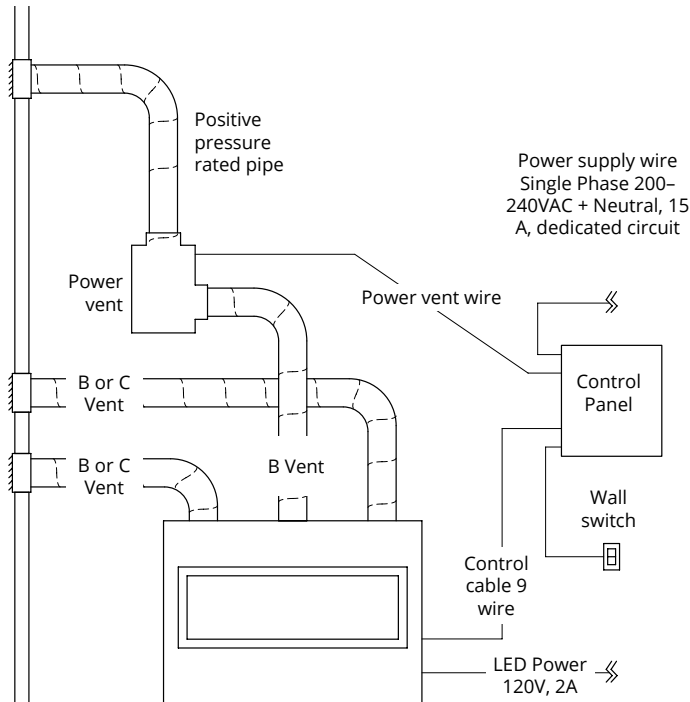 Positive
pressure
rated pipe
Power supply wire
Single Phase 200–
240VAC + Neutral, 15
A, dedicated circuit
Power
vent
Power vent wire
B or C
Vent
Control
Panel
B or C
Vent
B Vent
Wall
switch
Control
cable 9
wire
LED Power
120V, 2A